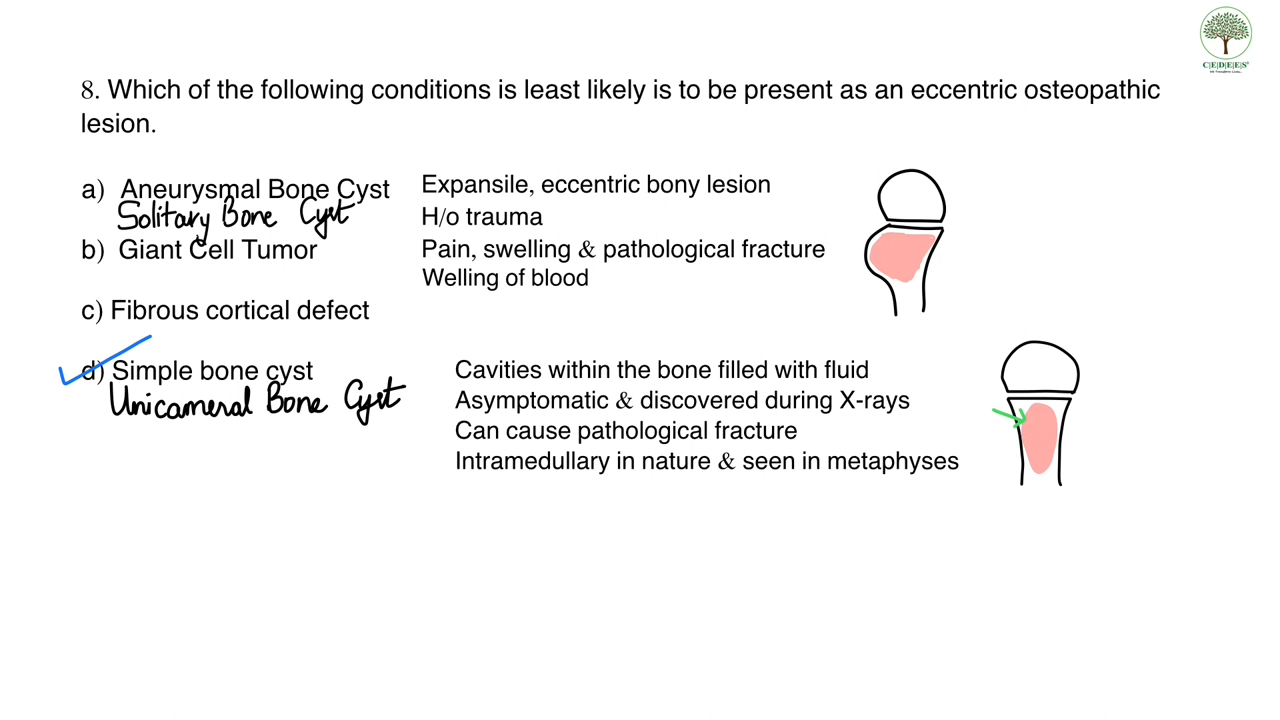 C|E|D|E|E|S
8. Which of the following conditions is least likely is to be present as an eccentric osteopathic
lesion.
a) Aneurysmal Bone Cyst
Solitary Bone Cyst
b) Giant Cell Tumor
c) Fibrous cortical defect
d) Simple bone cyst
Unicameral Bone Cyst
Expansile, eccentric bony lesion
H/o trauma
Pain, swelling & pathological fracture
Welling of blood
Cavities within the bone filled with fluid
Asymptomatic & discovered during X-rays
Can cause pathological fracture
Intramedullary in nature & seen in metaphyses